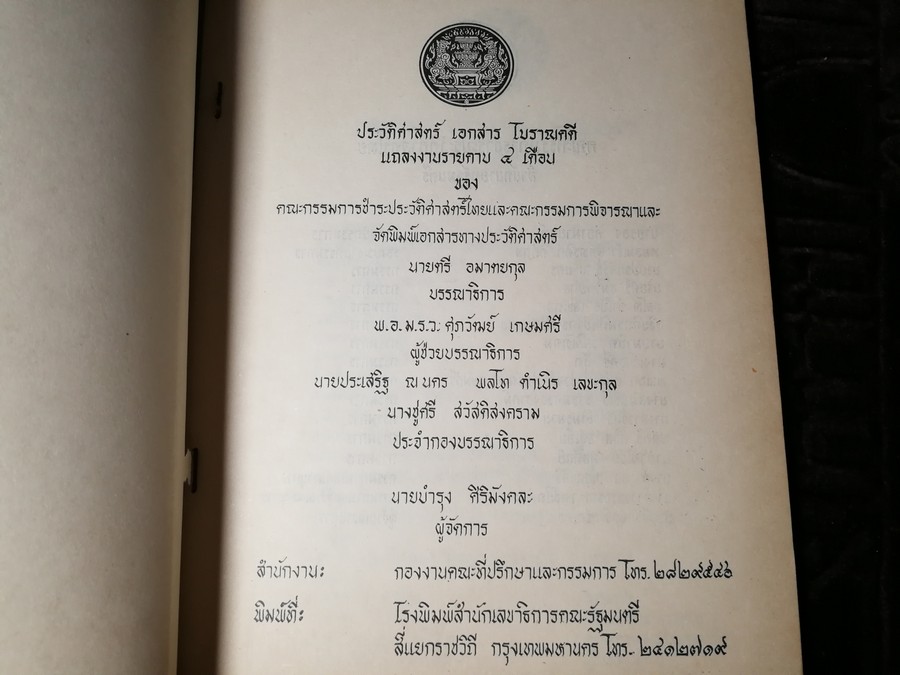 ประวัติศาสตร์ เอกสาร โบราณคดี
แถลงงานรายคาบ ๔ เดือน
ของ
คณะกรรมการชำระประวัติศาสตร์ไทยและคณะกรรมการพิจารณาและ
จัดพิมพ์เอกสารทางประวัติศาสตร์
นายตรี อมาตยกุล
บรรณาธิการ
พ.อ.ม.ร.ว. ศุภวัฒย์ เกษมศรี
ผู้ช่วยบรรณาธิการ
นายประเสริฐ ณ นคร พลโท ดำเนิร เลขะกุล
นางชูศรี สวัสดิสงคราม
ประจำกองบรรณาธิการ
นายบำรุง ศิริมังคละ
ผู้จัดการ
สำนักงาน: กองงานคณะที่ปรึกษาและกรรมการ โทร. ๒๘๒๙๕๕๖
พิมพ์ที่: โรงพิมพ์สำนักเลขาธิการคณะรัฐมนตรี
สี่แยกราชวิถี กรุงเทพมหานคร โทร. ๒๔๑๒๗๑๙